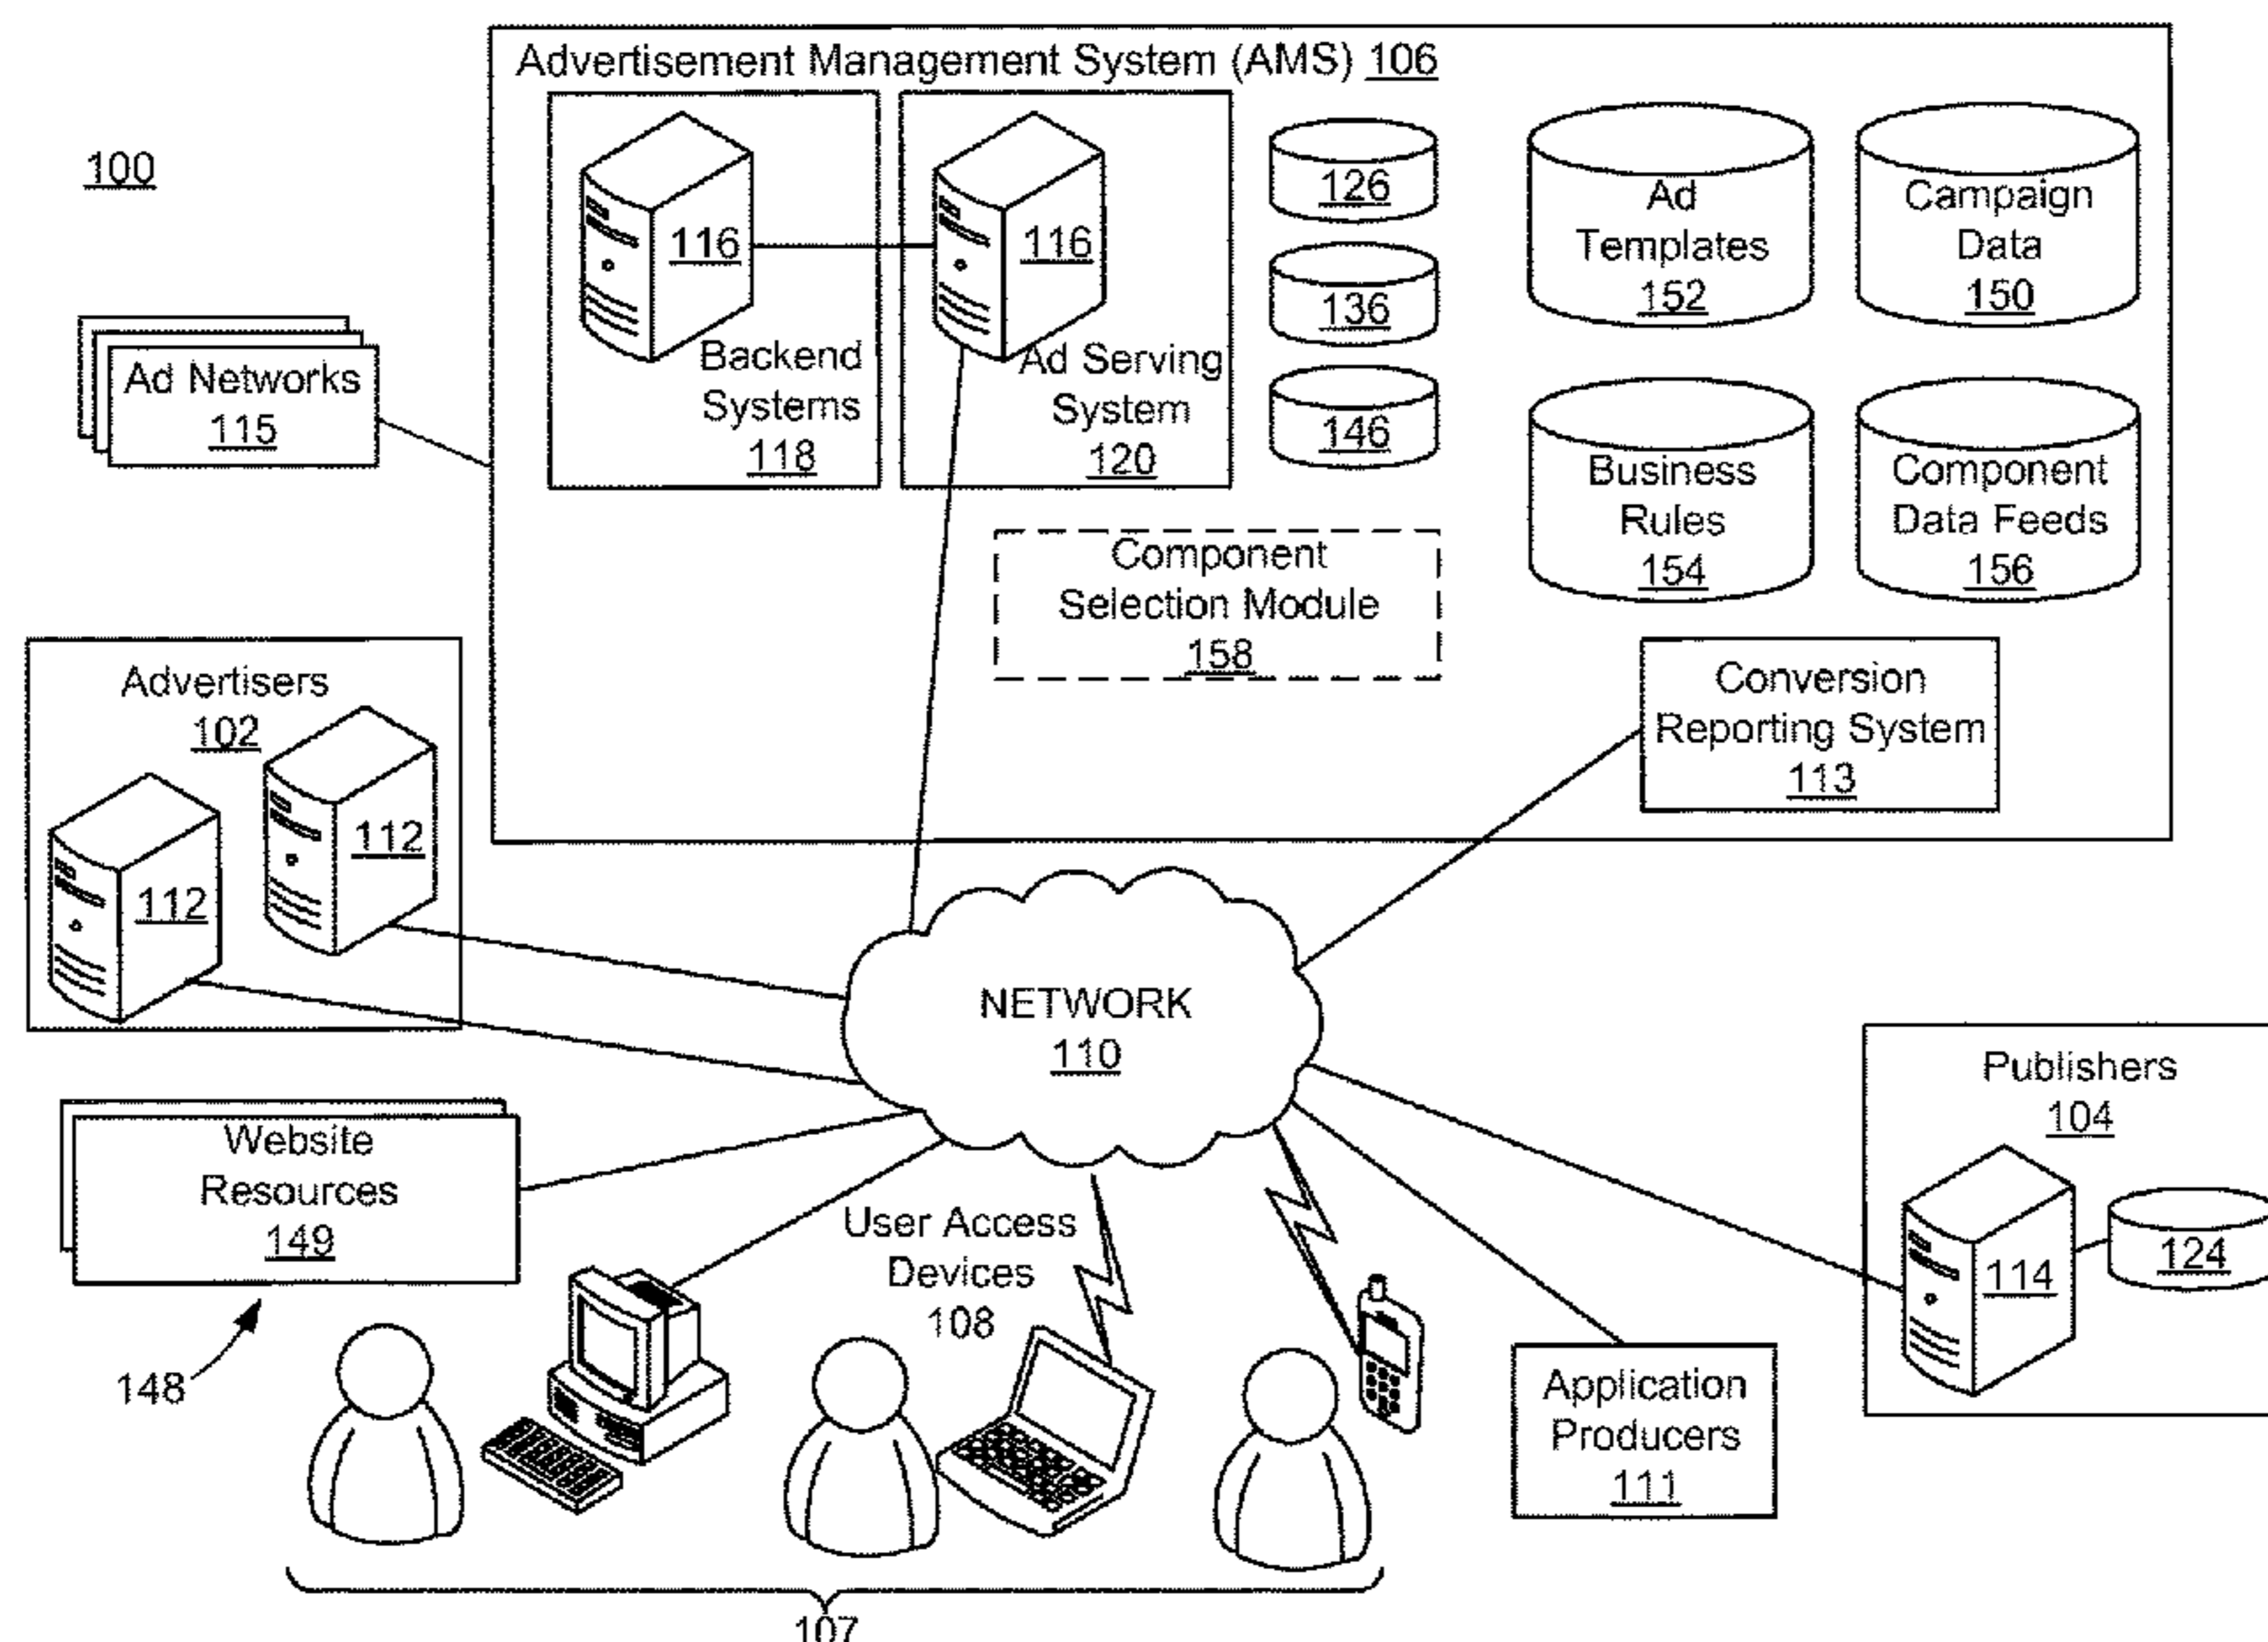 Advertisement Management System (AMS) 106
100
116
116
Backend
Systems
118
Ad Serving
System
120
126
136
146
Ad
Templates
152
Campaign
Data
150
Business
Rules
154
Component
Data Feeds
156
Component
Selection Module
158
Conversion
Reporting System
113
Ad Networks
115
Advertisers
102
112
112
NETWORK
110
Website
Resources
149
148
User Access
Devices
108
107
Application
Producers
111
Publishers
104
114
124